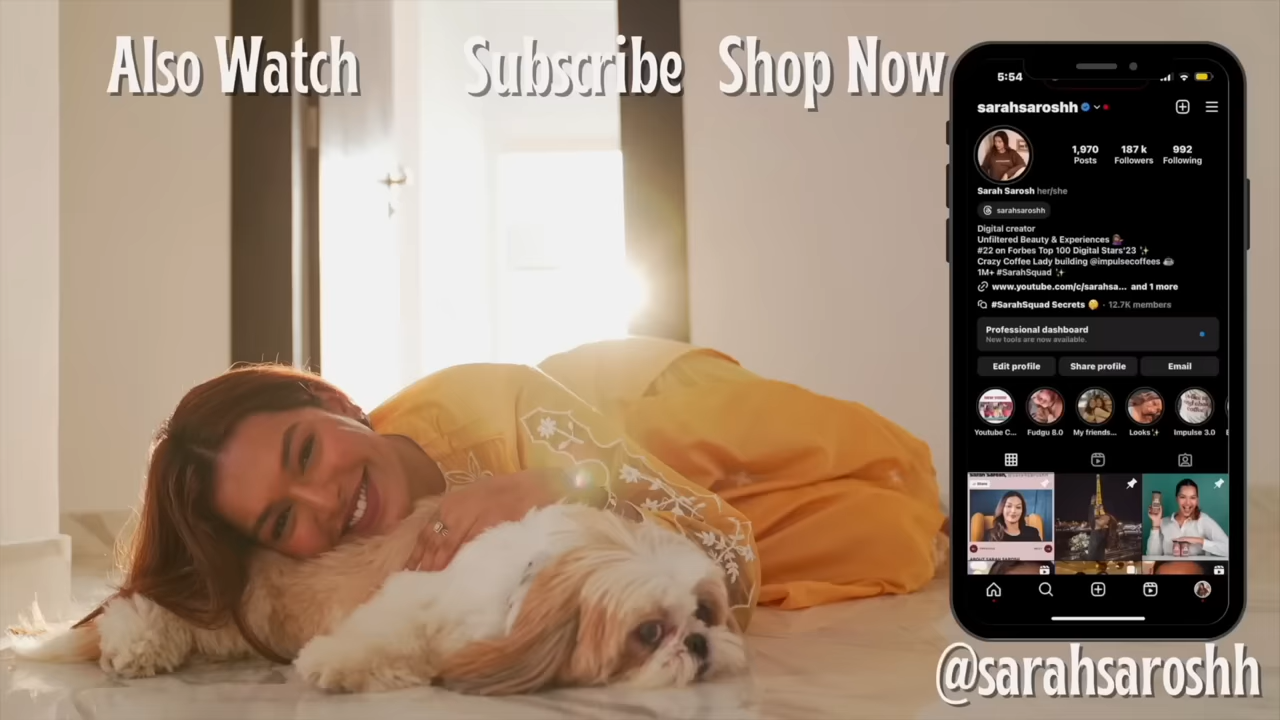 Also Watch
Subscribe
Shop Now
5:54
sarahsaroshh
1,970
187 k
992
Posts
Followers
Following
Sarah Sarosh her/she
sarahsaroshh
Digital creator
Unfiltered Beauty & Experiences 💁🏽‍♀️
#22 on Forbes Top 100 Digital Stars'23 ✨
Crazy Coffee Lady building @impulsecoffees ☕
1M+ #SarahSquad ✨
www.youtube.com/c/sarahsa... and 1 more
#SarahSquad Secrets 🤫 · 12.7K members
Professional dashboard
New tools are now available.
Edit profile
Share profile
Email
Youtube C...
Fudgu 8.0
My friends...
Looks ✨
Impulse 3.0
@sarahsaroshh